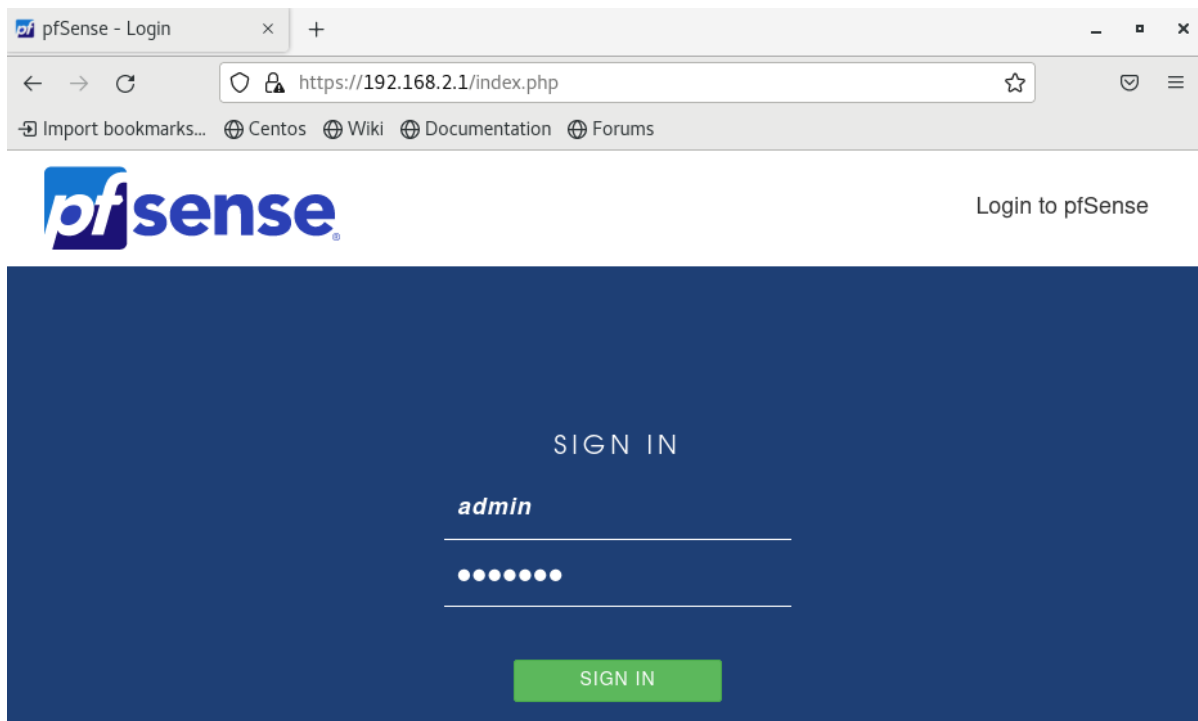 pfSense - Login
https://192.168.2.1/index.php
Import bookmarks... Centos Wiki Documentation Forums
pfsense®
Login to pfSense
SIGN IN
admin
•••••••
SIGN IN